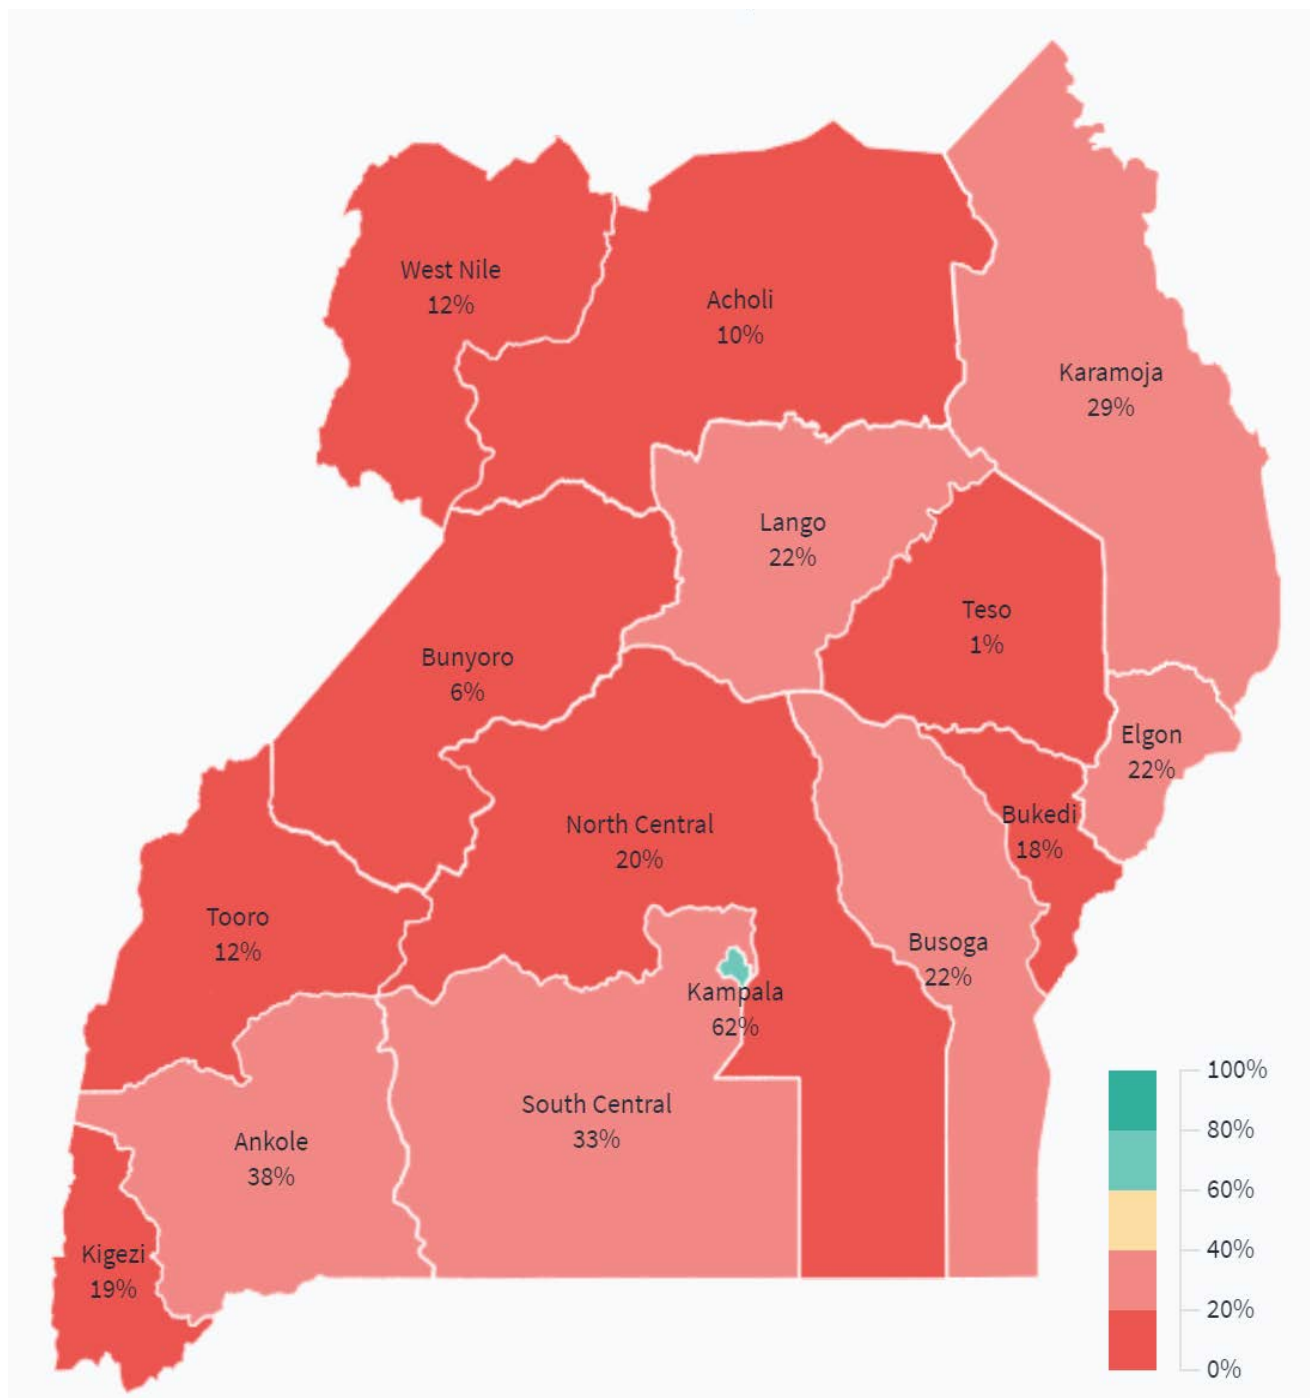 West Nile
12%
Acholi
10%
Karamoja
29%
Lango
22%
Teso
1%
Bunyoro
6%
Elgon
22%
North Central
20%
Bukedi
18%
Tooro
12%
Busoga
22%
Kampala
62%
South Central
33%
Ankole
38%
Kigezi
19%
100%
80%
60%
40%
20%
0%